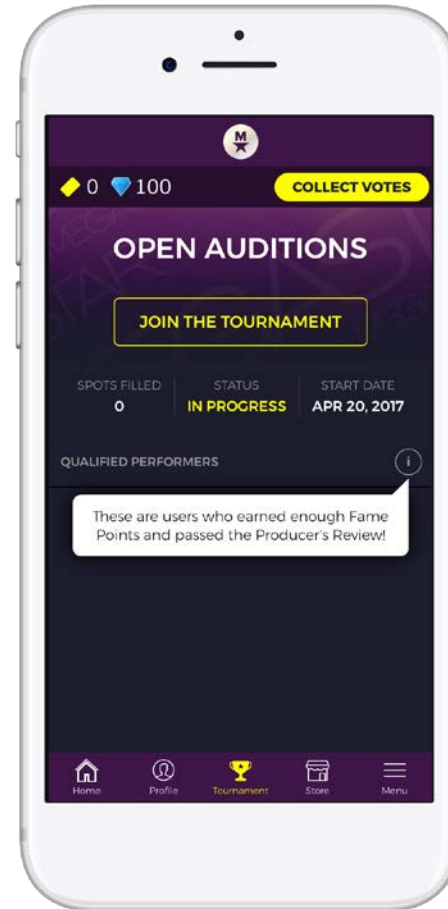 M
0 100
COLLECT VOTES
OPEN AUDITIONS
JOIN THE TOURNAMENT
SPOTS FILLED STATUS START DATE
0 IN PROGRESS APR 20, 2017
QUALIFIED PERFORMERS i
These are users who earned enough Fame
Points and passed the Producer's Review!
Home Profile Tournament Store Menu